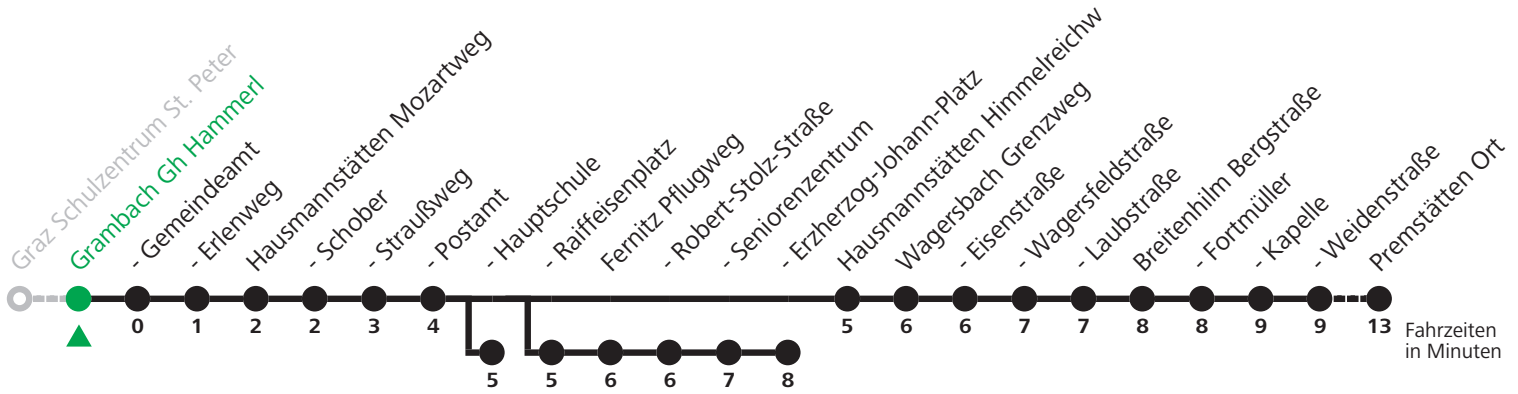 Graz Schulzentrum St. Peter
Grambach Gh Hammerl
- Gemeindeamt
- Erlenweg
Hausmannstätten Mozartweg
- Schober
- Straußweg
- Postamt
- Hauptschule
- Raiffeisenplatz
Fernitz Pflugweg
- Robert-Stolz-Straße
- Seniorenzentrum
- Erzherzog-Johann-Platz
Hausmannstätten Himmelreichw
Wagersbach Grenzweg
- Eisenstraße
- Wagersfeldstraße
- Laubstraße
Breitenhilm Bergstraße
- Fortmüller
- Kapelle
- Weidenstraße
Premstätten Ort
0 1 2 2 3 4 5 6 6 7 7 8 8 9 9 13
Fahrzeiten
in Minuten
5 5 6 6 7 8